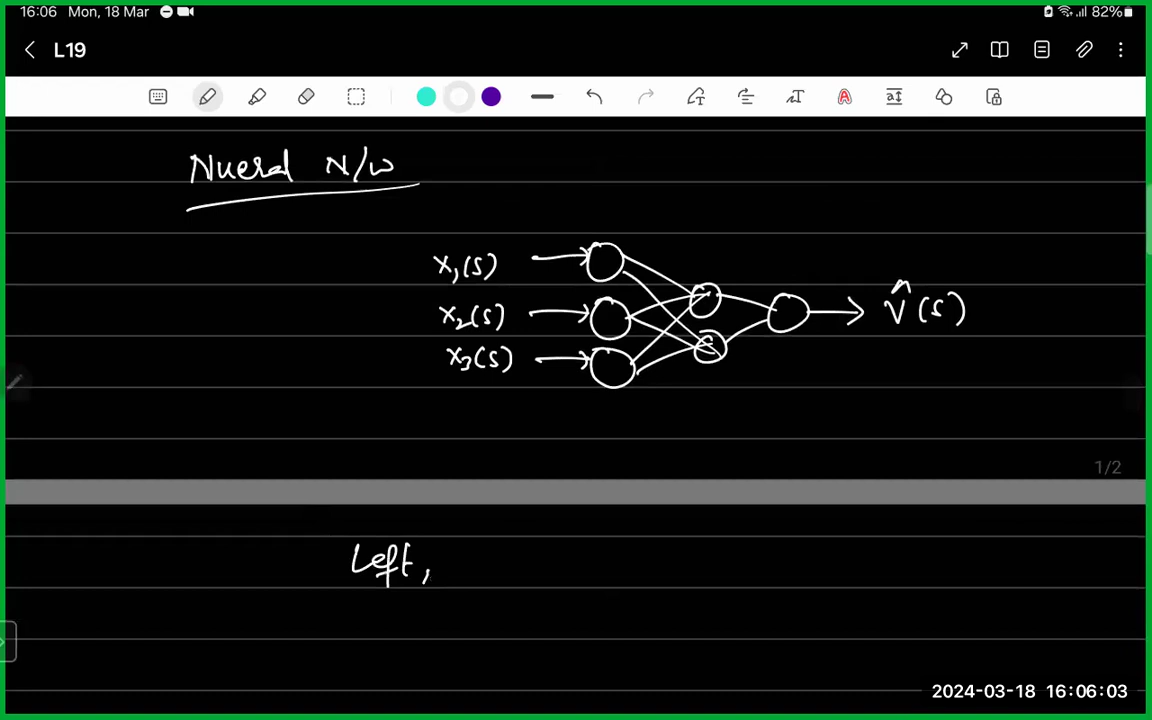 16:06 Mon, 18 Mar 82%
L19
Nueral N/W
x₁(s)
x₂(s)
x₃(s)
V̂(s)
1/2
Left,
2024-03-18 16:06:03